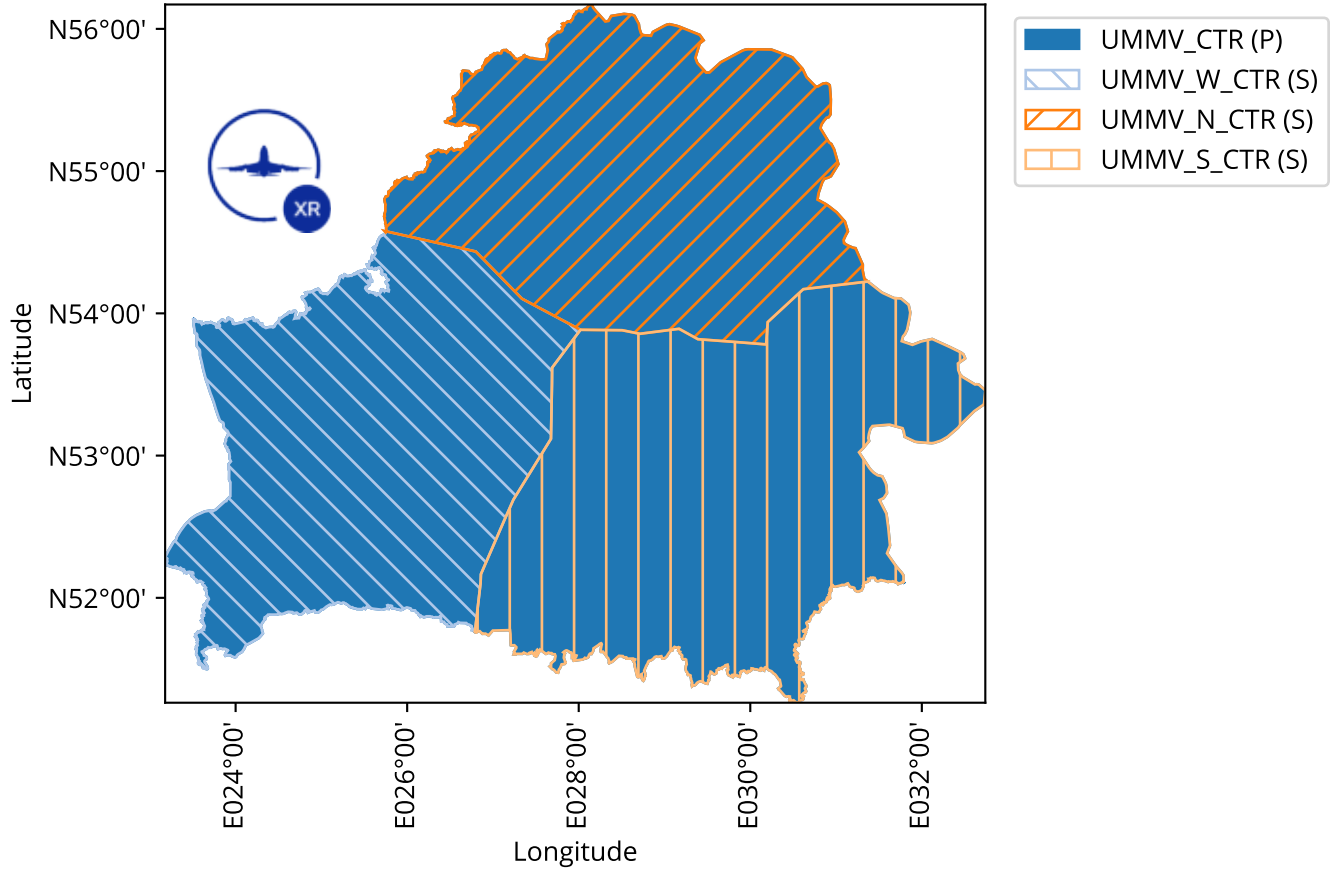 N56°00'
N55°00'
N54°00'
N53°00'
N52°00'
Latitude
E024°00'
E026°00'
E028°00'
E030°00'
E032°00'
Longitude
XR
UMMV_CTR (P)
UMMV_W_CTR (S)
UMMV_N_CTR (S)
UMMV_S_CTR (S)